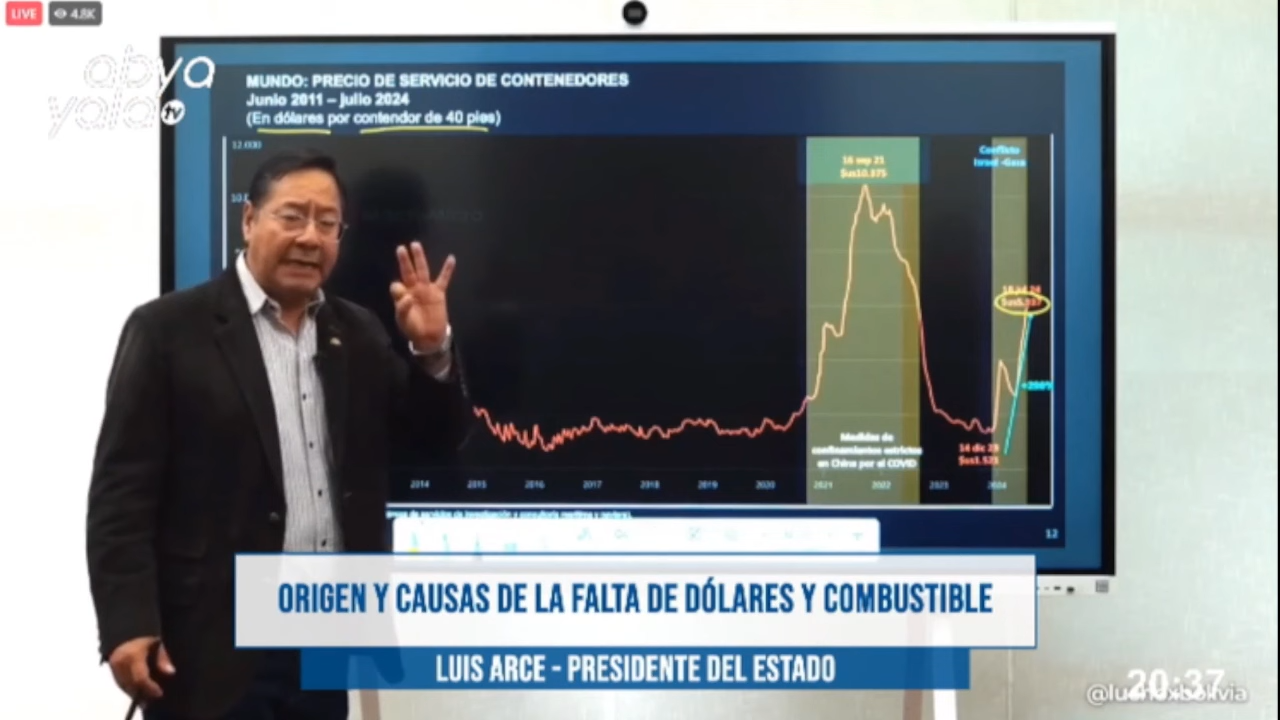 LIVE
4.8K
abya
yala tv
MUNDO: PRECIO DE SERVICIO DE CONTENEDORES
Junio 2011 – julio 2024
(En dólares por contendor de 40 pies)
12.000
16 sep 21
$us10.375
Conflicto
Israel -Gaza
Medidas de
confinamientos estrictos
en China por el COVID
14 dic 23
2014 2015 2016 2017 2018 2019 2020 2021 2022 2023 2024
12
ORIGEN Y CAUSAS DE LA FALTA DE DÓLARES Y COMBUSTIBLE
LUIS ARCE - PRESIDENTE DEL ESTADO
20:37
@luchoxbolivia